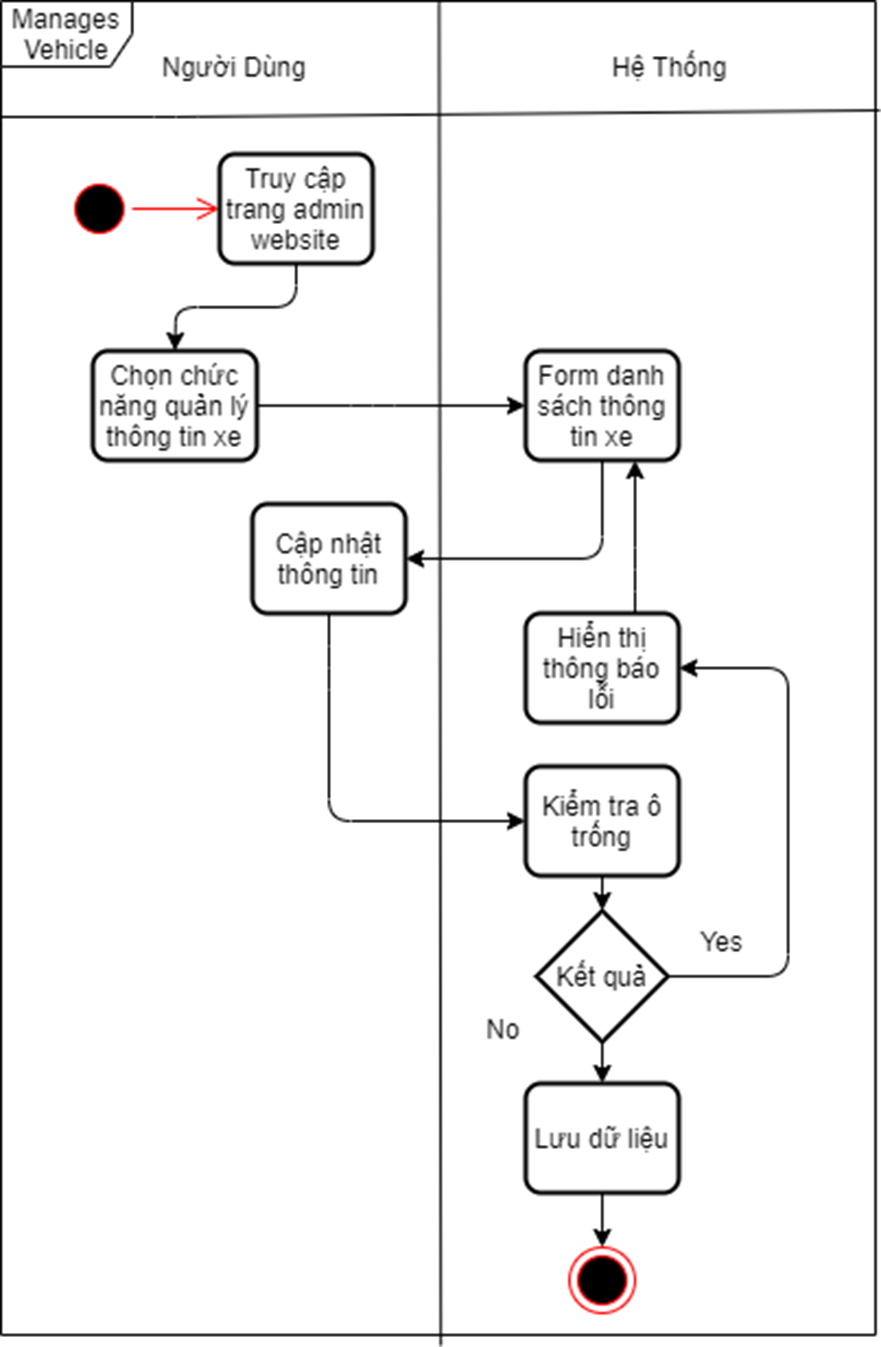 Manages
Vehicle
Người Dùng
Hệ Thống
Truy cập
trang admin
website
Chọn chức
năng quản lý
thông tin xe
Form danh
sách thông
tin xe
Cập nhật
thông tin
Hiển thị
thông báo
lỗi
Kiểm tra ô
trống
Kết quả
Yes
No
Lưu dữ liệu